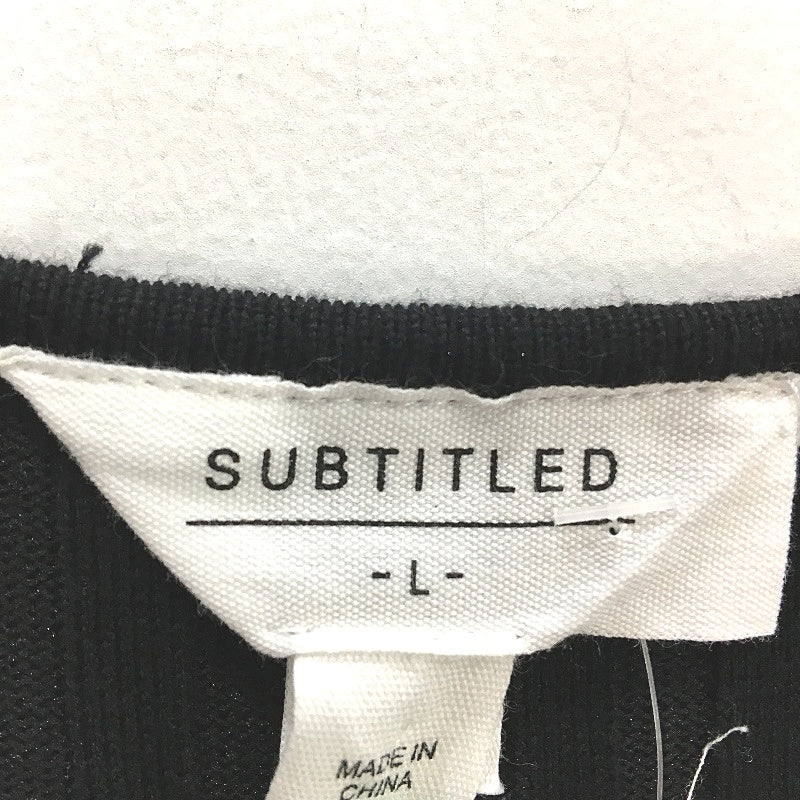 SUBTITLED
-L-
MADE IN
CHINA